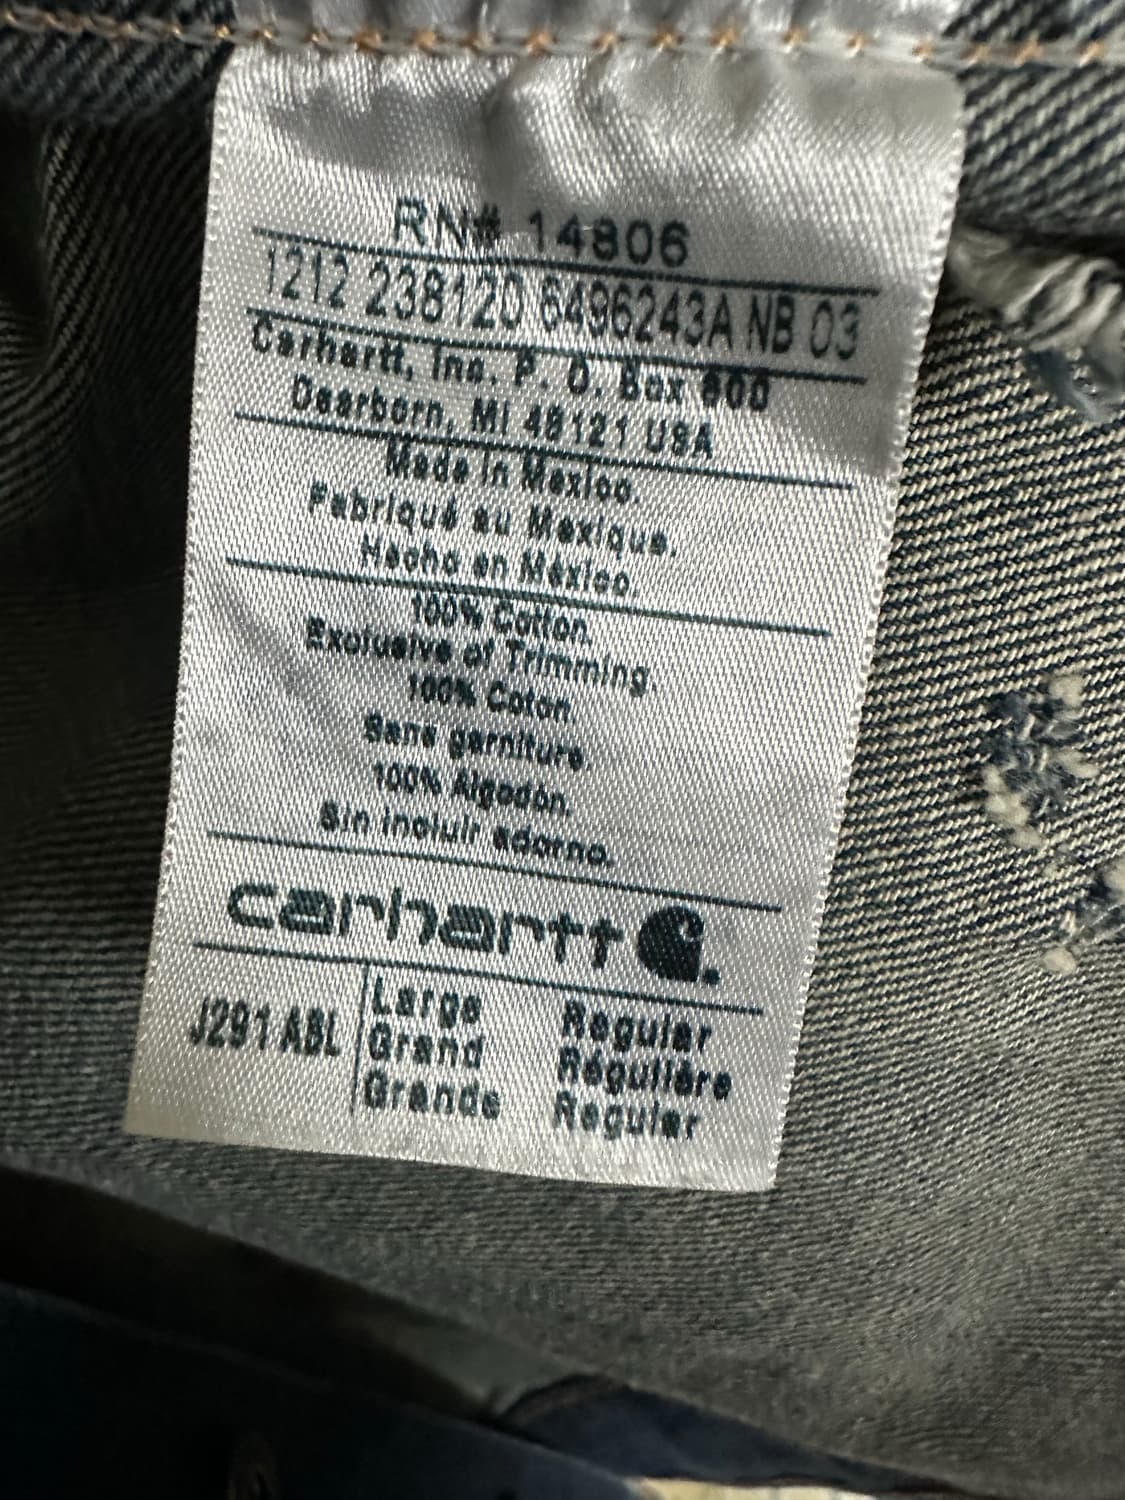 RN# 14806
1212 238120 6496243A NB 03
Carhartt, Inc. P. O. Box 600
Dearborn, MI 48121 USA
Made in Mexico.
Fabriqué au Mexique.
Hecho en México.
100% Cotton.
Exclusive of Trimming.
100% Coton.
Sans garniture.
100% Algodón.
Sin incluir adorno.
carhartt
J291 ABL Large Regular
Grand Régulière
Grande Regular